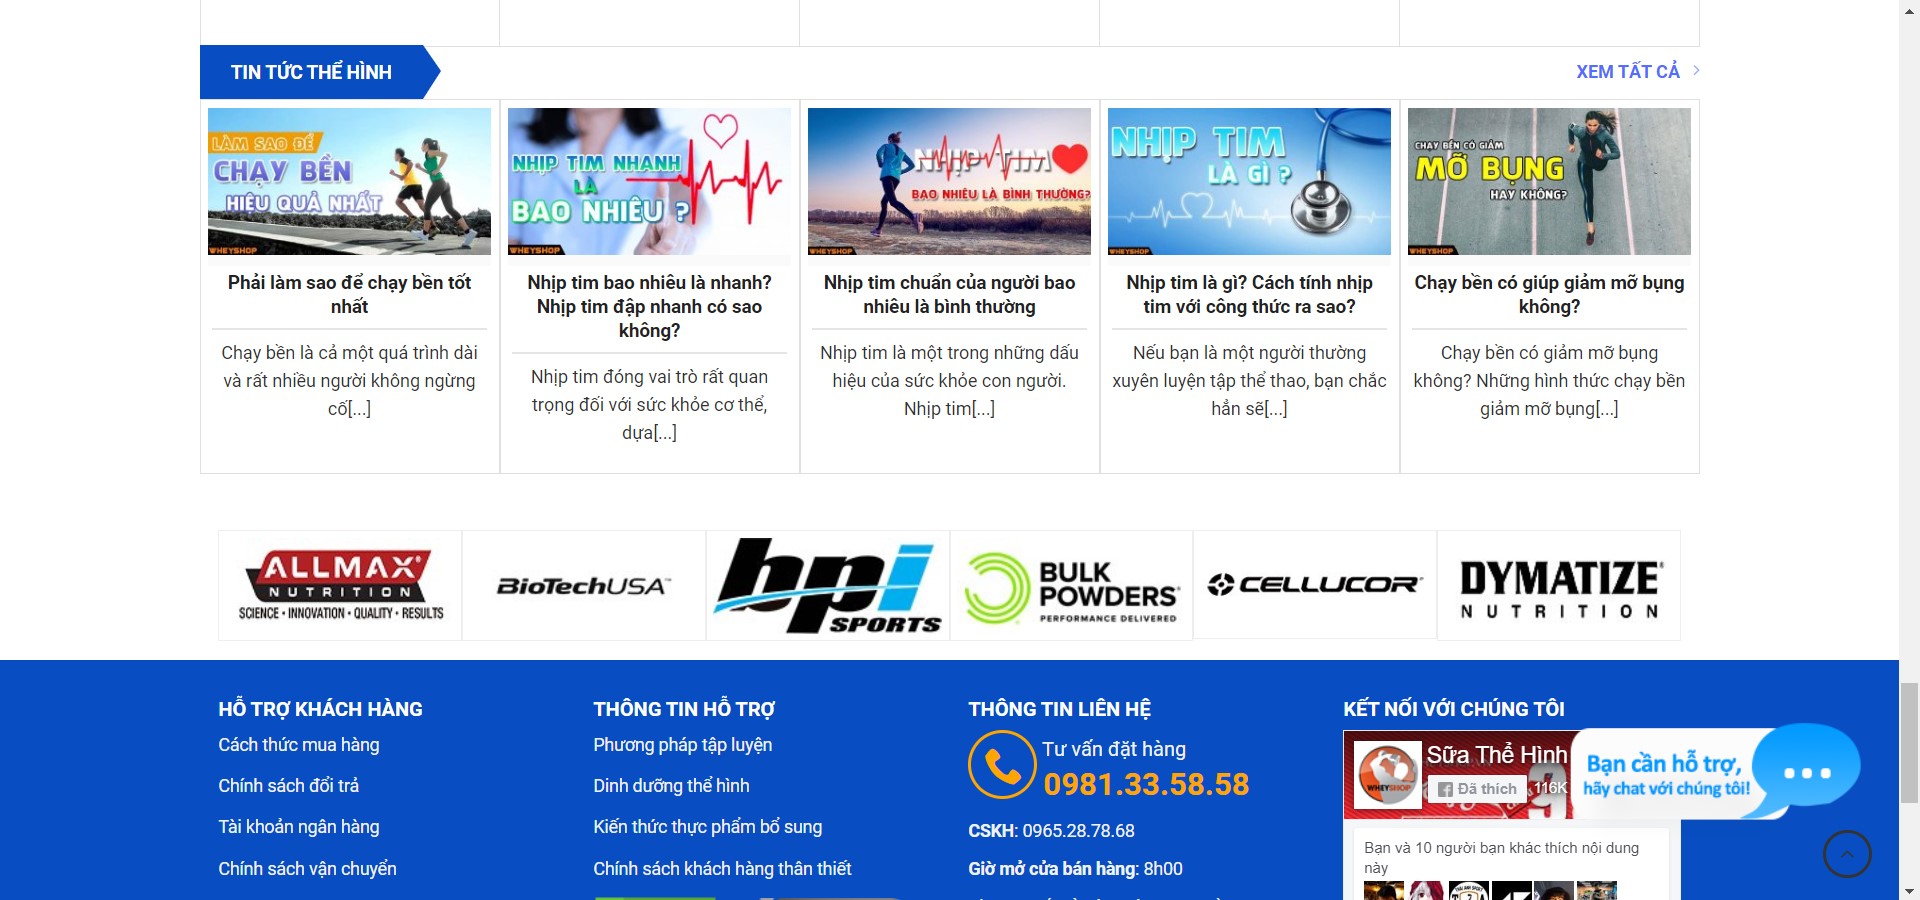 TIN TỨC THỂ HÌNH
XEM TẤT CẢ
LÀM SAO ĐỂ
CHẠY BỀN
HIỆU QUẢ NHẤT
WHEYSHOP
NHỊP TIM NHANH
LÀ
BAO NHIÊU ?
WHEYSHOP
NHỊP TIM
BAO NHIÊU LÀ BÌNH THƯỜNG?
WHEYSHOP
NHỊP TIM
LÀ GÌ ?
WHEYSHOP
CHẠY BỀN CÓ GIẢM
MỠ BỤNG
HAY KHÔNG?
WHEYSHOP
Phải làm sao để chạy bền tốt
nhất
Chạy bền là cả một quá trình dài
và rất nhiều người không ngừng
cố[...]
Nhịp tim bao nhiêu là nhanh?
Nhịp tim đập nhanh có sao
không?
Nhịp tim đóng vai trò rất quan
trọng đối với sức khỏe cơ thể,
dựa[...]
Nhịp tim chuẩn của người bao
nhiêu là bình thường
Nhịp tim là một trong những dấu
hiệu của sức khỏe con người.
Nhịp tim[...]
Nhịp tim là gì? Cách tính nhịp
tim với công thức ra sao?
Nếu bạn là một người thường
xuyên luyện tập thể thao, bạn chắc
hẳn sẽ[...]
Chạy bền có giúp giảm mỡ bụng
không?
Chạy bền có giảm mỡ bụng
không? Những hình thức chạy bền
giảm mỡ bụng[...]
ALLMAX
NUTRITION
SCIENCE • INNOVATION • QUALITY • RESULTS
BioTechUSA™
bpi
SPORTS
BULK
POWDERS
PERFORMANCE DELIVERED
CELLUCOR
DYMATIZE
NUTRITION
HỖ TRỢ KHÁCH HÀNG
Cách thức mua hàng
Chính sách đổi trả
Tài khoản ngân hàng
Chính sách vận chuyển
THÔNG TIN HỖ TRỢ
Phương pháp tập luyện
Dinh dưỡng thể hình
Kiến thức thực phẩm bổ sung
Chính sách khách hàng thân thiết
THÔNG TIN LIÊN HỆ
Tư vấn đặt hàng
0981.33.58.58
CSKH: 0965.28.78.68
Giờ mở cửa bán hàng: 8h00
KẾT NỐI VỚI CHÚNG TÔI
WHEYSHOP
Sữa Thể Hình
Đã thích
116K
Bạn cần hỗ trợ,
hãy chat với chúng tôi!
Bạn và 10 người bạn khác thích nội dung
này